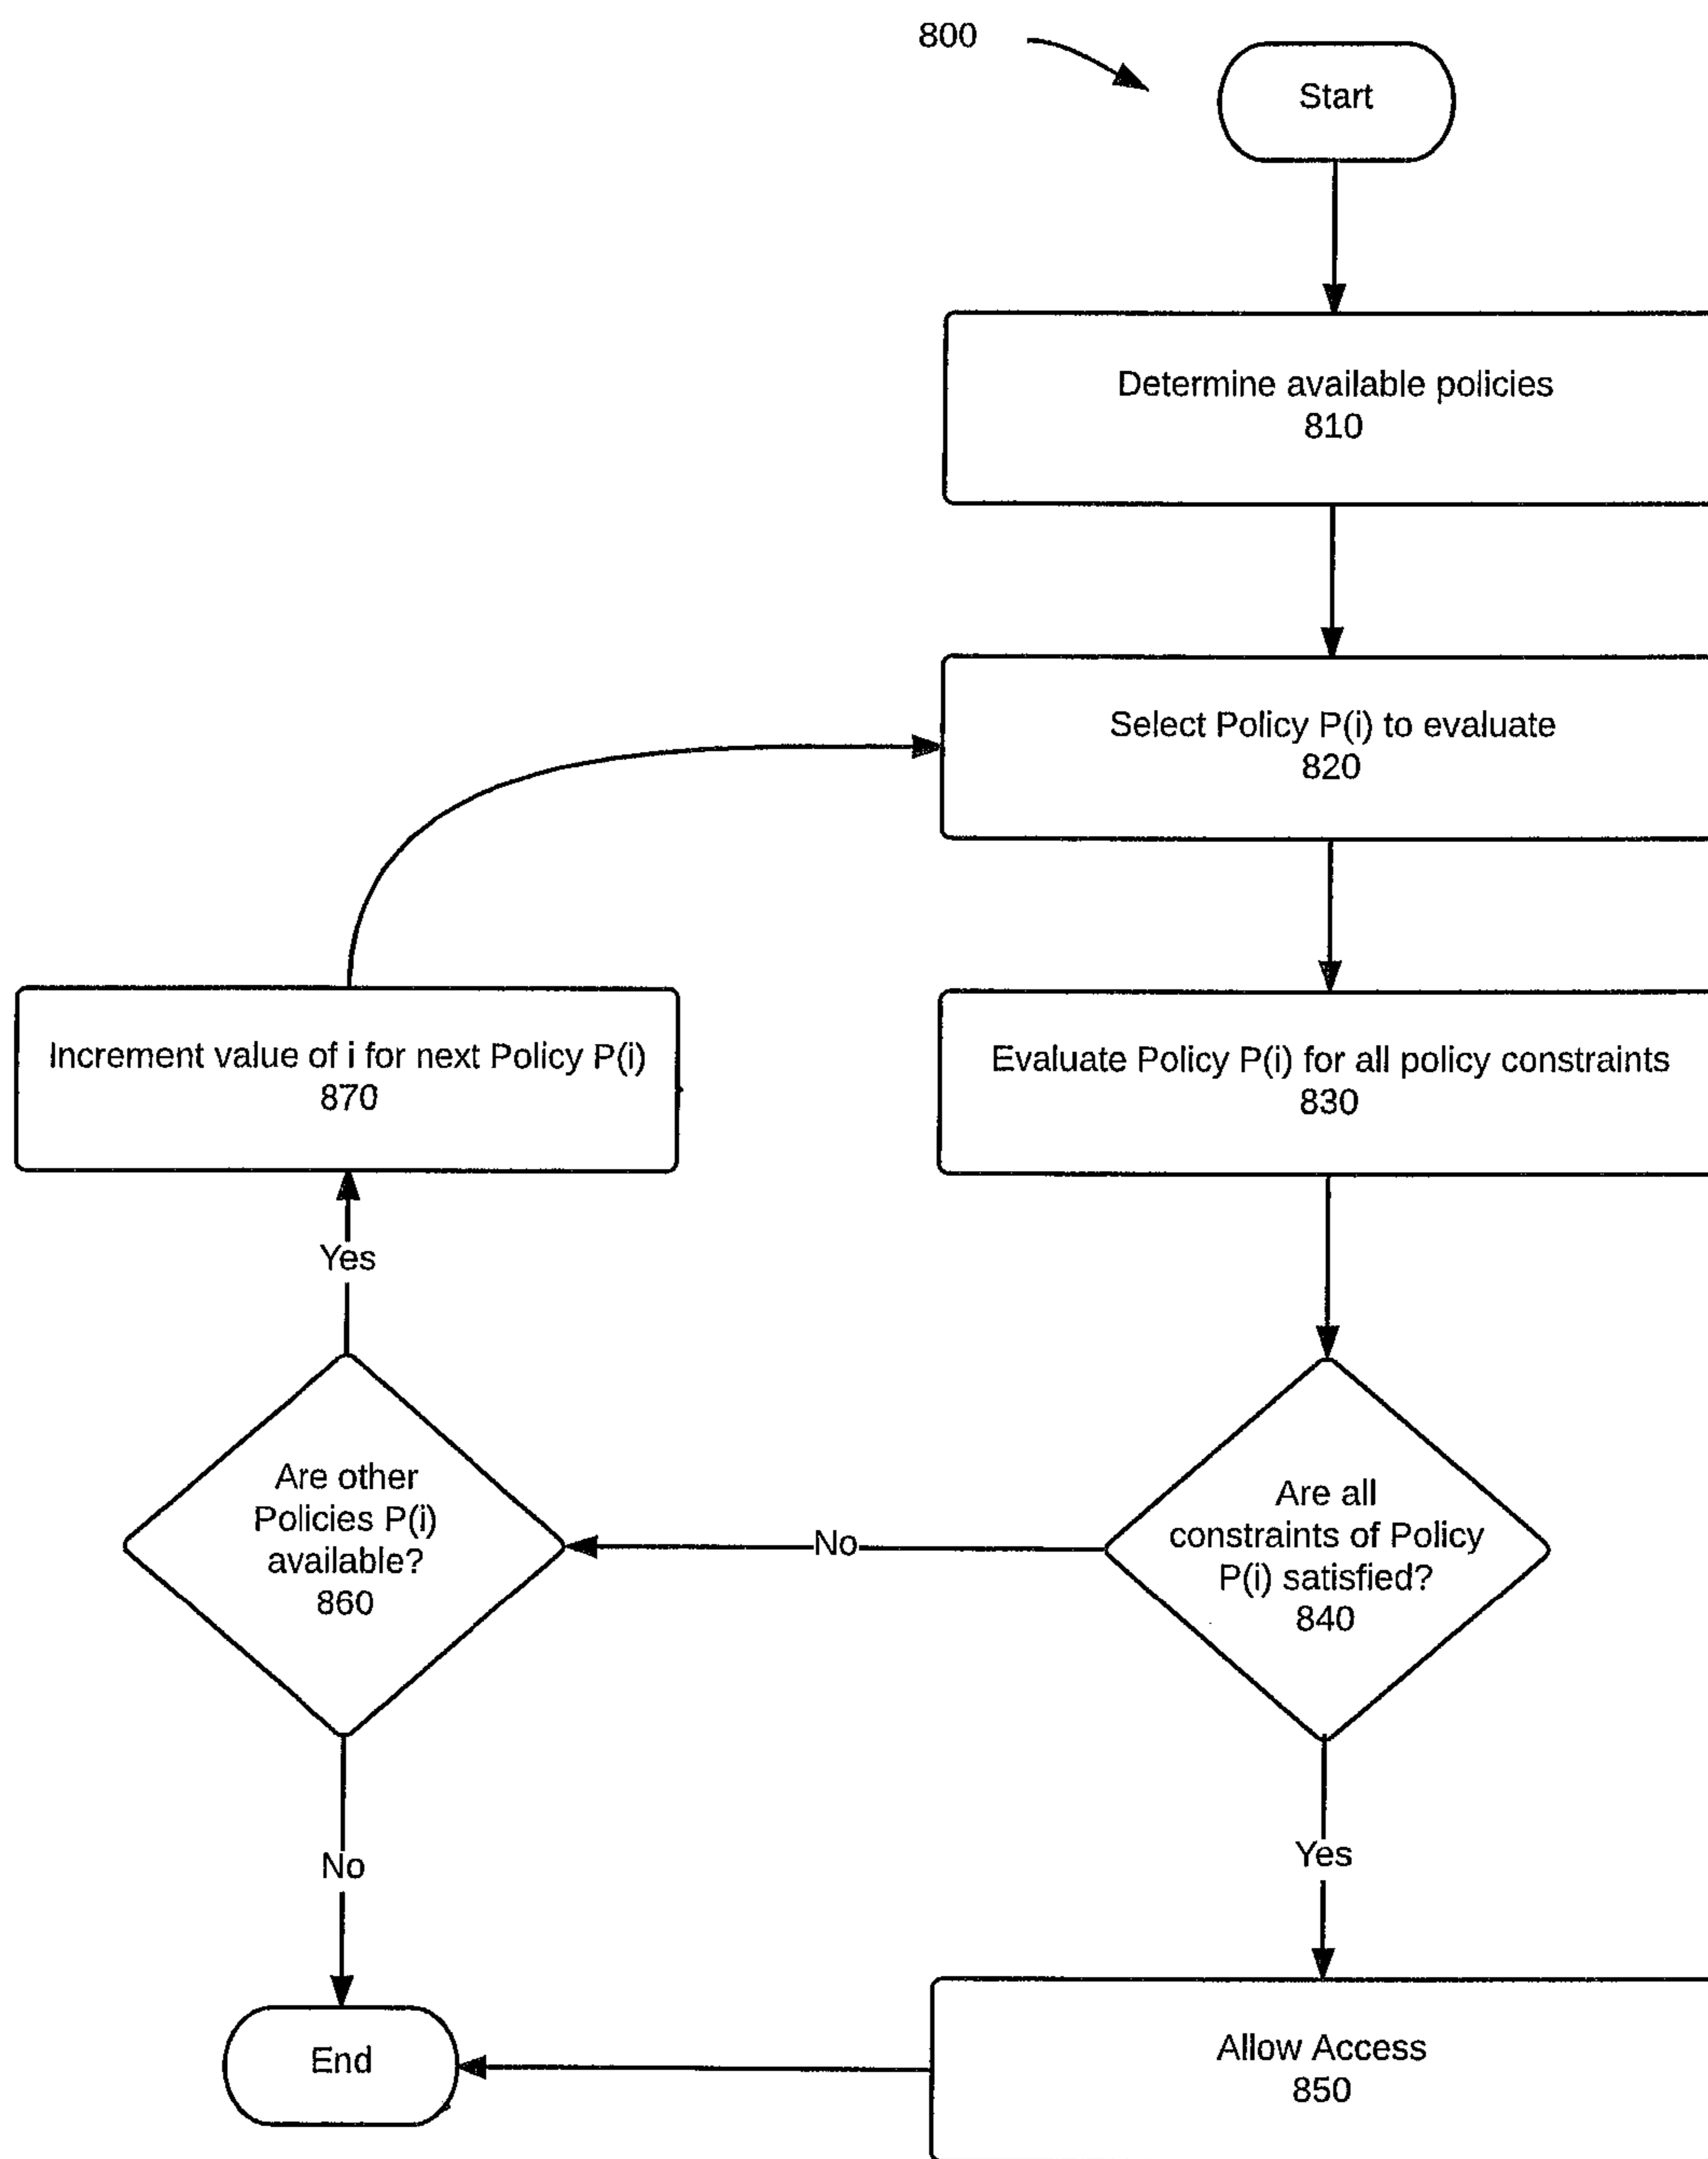 800
Start
Determine available policies
810
Select Policy P(i) to evaluate
820
Increment value of i for next Policy P(i)
870
Evaluate Policy P(i) for all policy constraints
830
Yes
Are other
Policies P(i)
available?
860
No
Are all
constraints of Policy
P(i) satisfied?
840
No
Yes
End
Allow Access
850